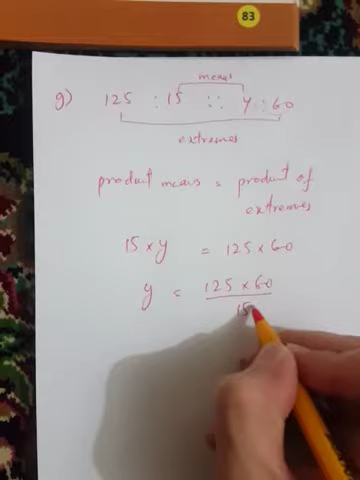 83
means
g) 125 : 15 :: y : 60
extremes
product means = product of
extremes
15 × y = 125 × 60
y = 125 × 60
15